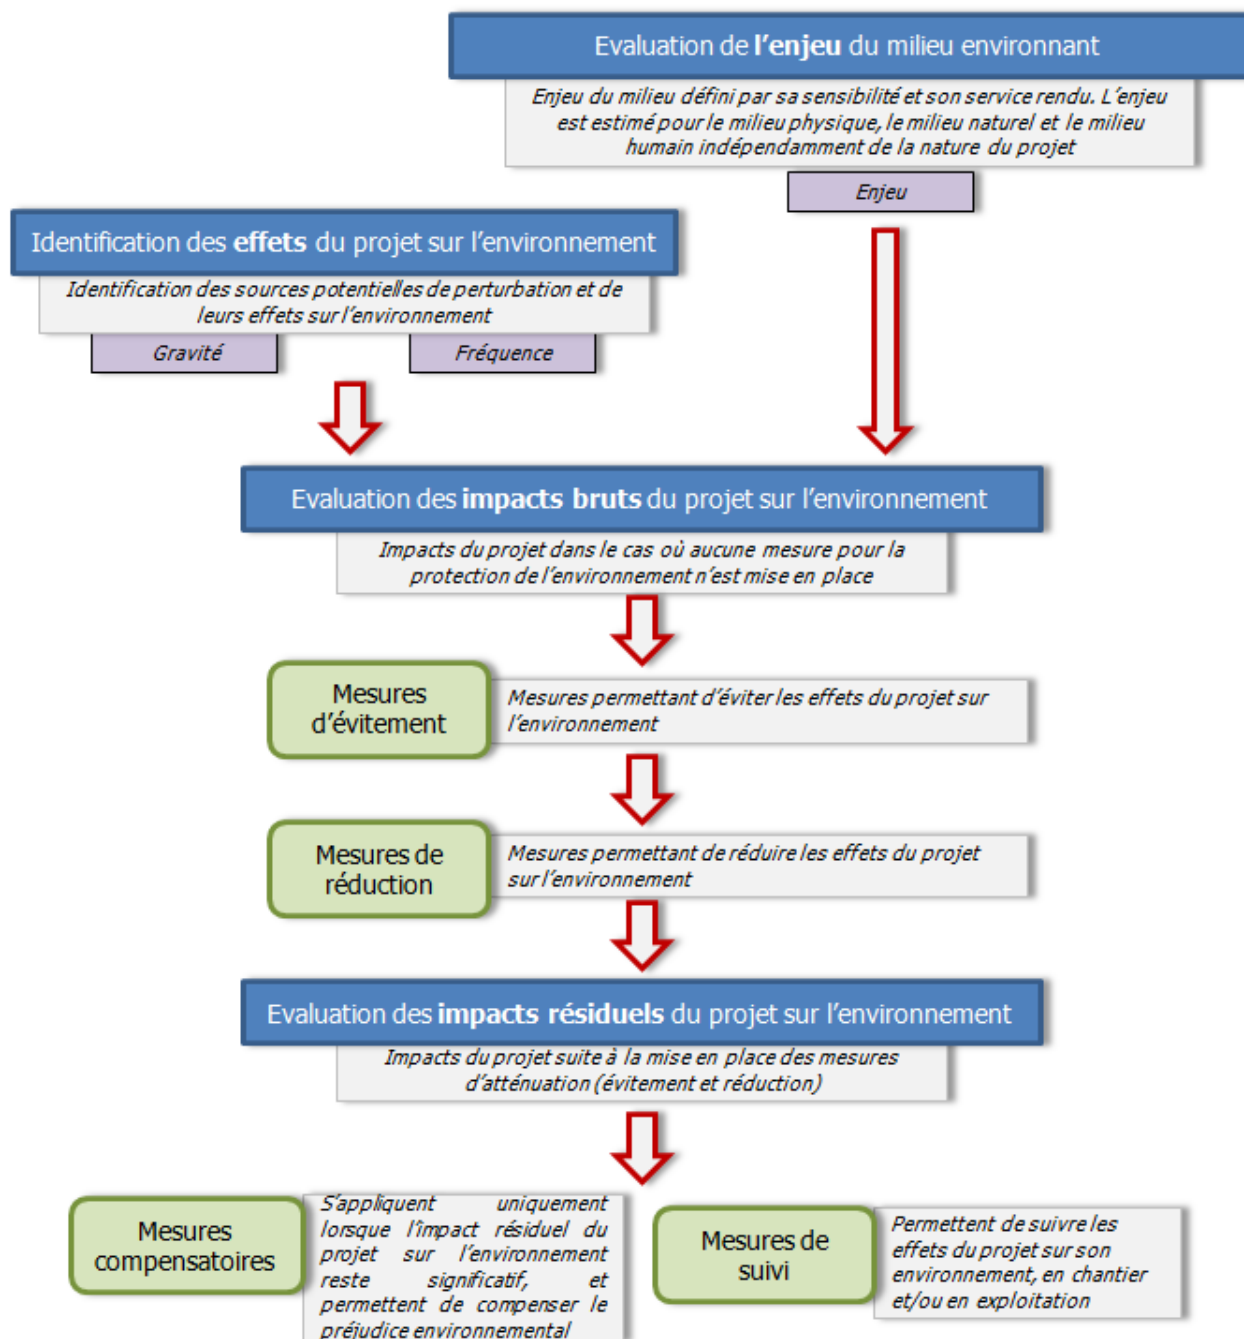 Evaluation de l'enjeu du milieu environnant
Enjeu du milieu défini par sa sensibilité et son service rendu. L'enjeu
est estimé pour le milieu physique, le milieu naturel et le milieu
humain indépendamment de la nature du projet
Enjeu
Identification des effets du projet sur l'environnement
Identification des sources potentielles de perturbation et de
leurs effets sur l'environnement
Gravité
Fréquence
Evaluation des impacts bruts du projet sur l'environnement
Impacts du projet dans le cas où aucune mesure pour la
protection de l'environnement n'est mise en place
Mesures
d'évitement
Mesures permettant d'éviter les effets du projet sur
l'environnement
Mesures de
réduction
Mesures permettant de réduire les effets du projet
sur l'environnement
Evaluation des impacts résiduels du projet sur l'environnement
Impacts du projet suite à la mise en place des mesures
d'atténuation (évitement et réduction)
Mesures
compensatoires
S'appliquent uniquement
lorsque l'impact résiduel du
projet sur l'environnement
reste significatif, et
permettent de compenser le
préjudice environnemental
Mesures de
suivi
Permettent de suivre les
effets du projet sur son
environnement, en chantier
et/ou en exploitation